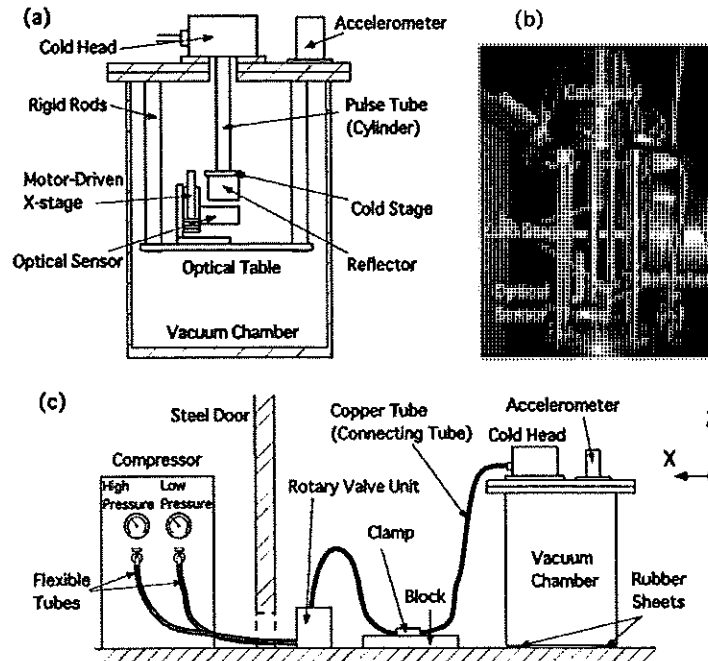 (a)
Cold Head
Accelerometer
Rigid Rods
Pulse Tube
(Cylinder)
Motor-Driven
X-stage
Cold Stage
Optical Sensor
Optical Table
Reflector
Vacuum Chamber
(b)
(c)
Steel Door
Copper Tube
(Connecting Tube)
Accelerometer
Cold Head
X
Compressor
High Low
Pressure Pressure
Rotary Valve Unit
Clamp
Flexible
Tubes
Block
Vacuum
Chamber
Rubber
Sheets